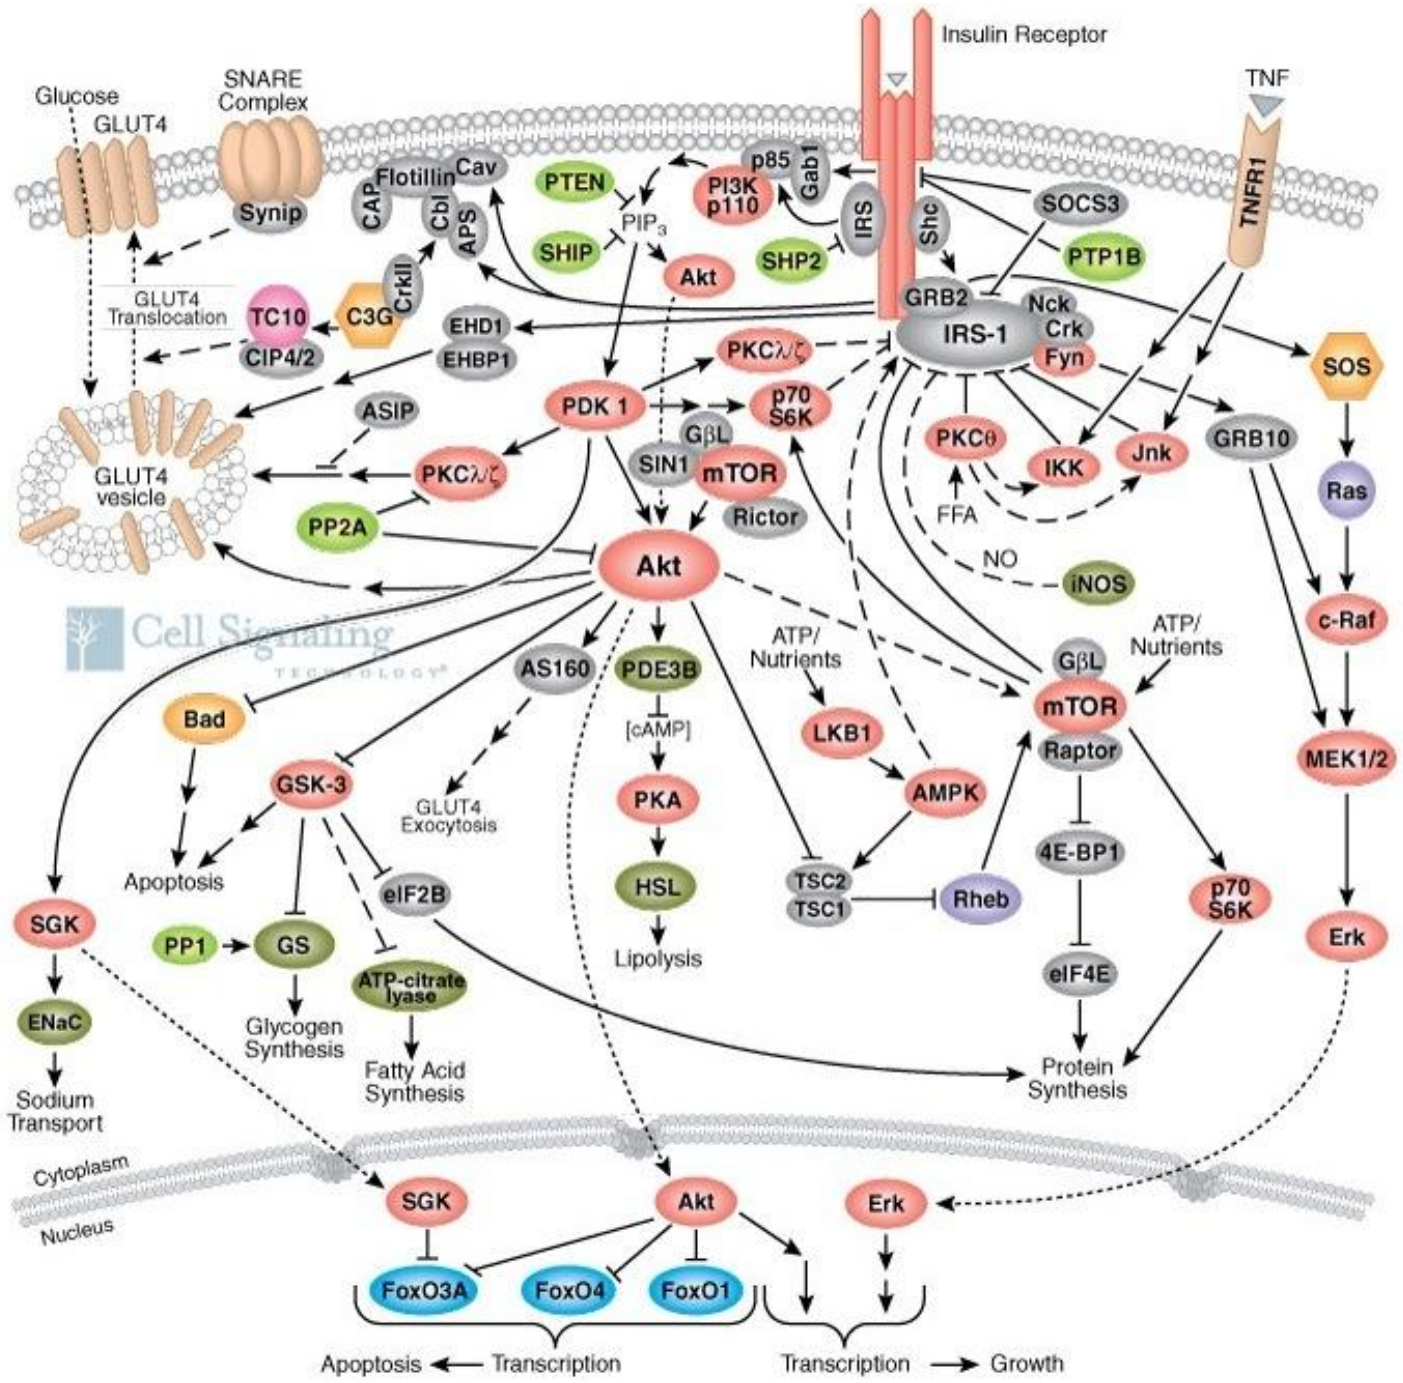 Insulin Receptor
Glucose
GLUT4
SNARE
Complex
Synip
CAP
Flotillin
Cav
Cbl
APS
CrkII
C3G
TC10
CIP4/2
GLUT4
Translocation
PTEN
SHIP
PIP3
PI3K
p110
p85
Gab1
IRS
Shc
SHP2
Akt
SOCS3
PTP1B
TNF
TNFR1
GRB2
Nck
IRS-1
Crk
Fyn
SOS
EHD1
EHBP1
PKCλ/ζ
PDK 1
p70
S6K
ASIP
GβL
SIN1
mTOR
Rictor
PKCλ/ζ
GLUT4
vesicle
PP2A
PKCθ
FFA
IKK
Jnk
GRB10
Ras
Akt
NO
iNOS
c-Raf
Cell Signaling
TECHNOLOGY®
AS160
PDE3B
[cAMP]
ATP/
Nutrients
ATP/
Nutrients
GβL
mTOR
Raptor
Bad
LKB1
MEK1/2
GSK-3
GLUT4
Exocytosis
PKA
AMPK
4E-BP1
Apoptosis
eIF2B
HSL
TSC2
TSC1
Rheb
p70
S6K
SGK
PP1
GS
Lipolysis
Erk
ATP-citrate
lyase
eIF4E
ENaC
Glycogen
Synthesis
Fatty Acid
Synthesis
Protein
Synthesis
Sodium
Transport
Cytoplasm
Nucleus
SGK
Akt
Erk
FoxO3A
FoxO4
FoxO1
Apoptosis
Transcription
Transcription
Growth